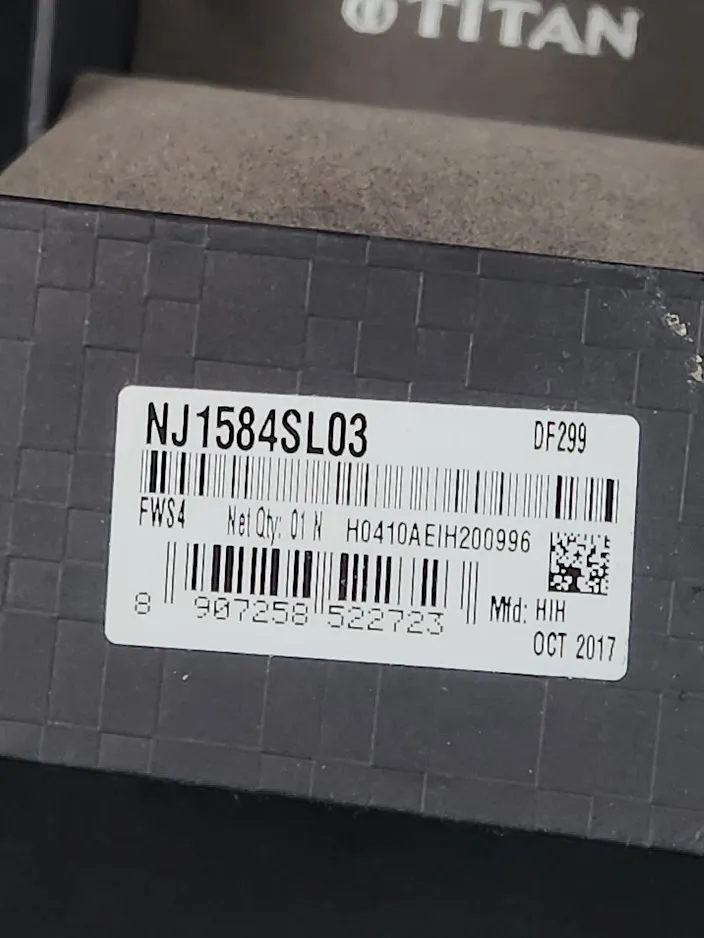 TITAN
NJ1584SL03 DF299
FWS4 Net Qty: 01 N H0410AEIH200996
8 907258 522723 Mfd: HIH
OCT 2017